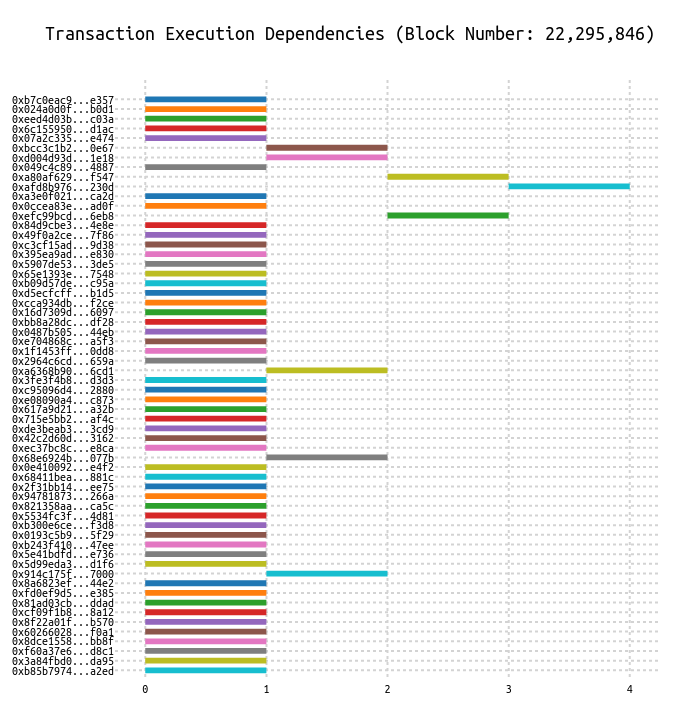 Transaction Execution Dependencies (Block Number: 22,295,846)
0xb7c0eac9...e357
0x024a0d0f...b0d1
0xeed4d03b...c03a
0x6c155950...d1ac
0x07a2c335...e474
0xbcc3c1b2...0e67
0xd004d93d...1e18
0x049c4c89...4887
0xa80af629...f547
0xafd8b976...230d
0xa3e0f021...ca2d
0x0ccea83e...ad0f
0xefc99bcd...6eb8
0x84d9cbe3...4e8e
0x49f0a2ce...7f86
0xc3cf15ad...9d38
0x395ea9ad...e830
0x5907de53...3de5
0x65e1393e...7548
0xb09d57de...c95a
0xd5ecfcff...b1d5
0xcca934db...f2ce
0x16d7309d...6097
0xbb8a28dc...df28
0x0487b505...44eb
0xe704868c...a5f3
0x1f1453ff...0dd8
0x2964c6cd...659a
0xa6368b90...6cd1
0x3fe3f4b8...d3d3
0xc95096d4...2880
0xe08090a4...c873
0x617a9d21...a32b
0x715e5bb2...af4c
0xde3beab3...3cd9
0x42c2d60d...3162
0xec37bc8c...e8ca
0x68e6924b...077b
0x0e410092...e4f2
0x68411bea...881c
0x2f31bb14...ee75
0x94781873...266a
0x821358aa...ca5c
0x5534fc3f...4d81
0xb300e6ce...f3d8
0x0193c5b9...5f29
0xb243f410...47ee
0x5e41bdfd...e736
0x5d99eda3...d1f6
0x914c175f...7000
0x8a6823ef...44e2
0xfd0ef9d5...e385
0x81ad03cb...ddad
0xcf09f1b8...8a12
0x8f22a01f...b570
0x60266028...f0a1
0x8dce1558...bb8f
0xf60a37e6...d8c1
0x3a84fbd0...da95
0xb85b7974...a2ed
0 1 2 3 4